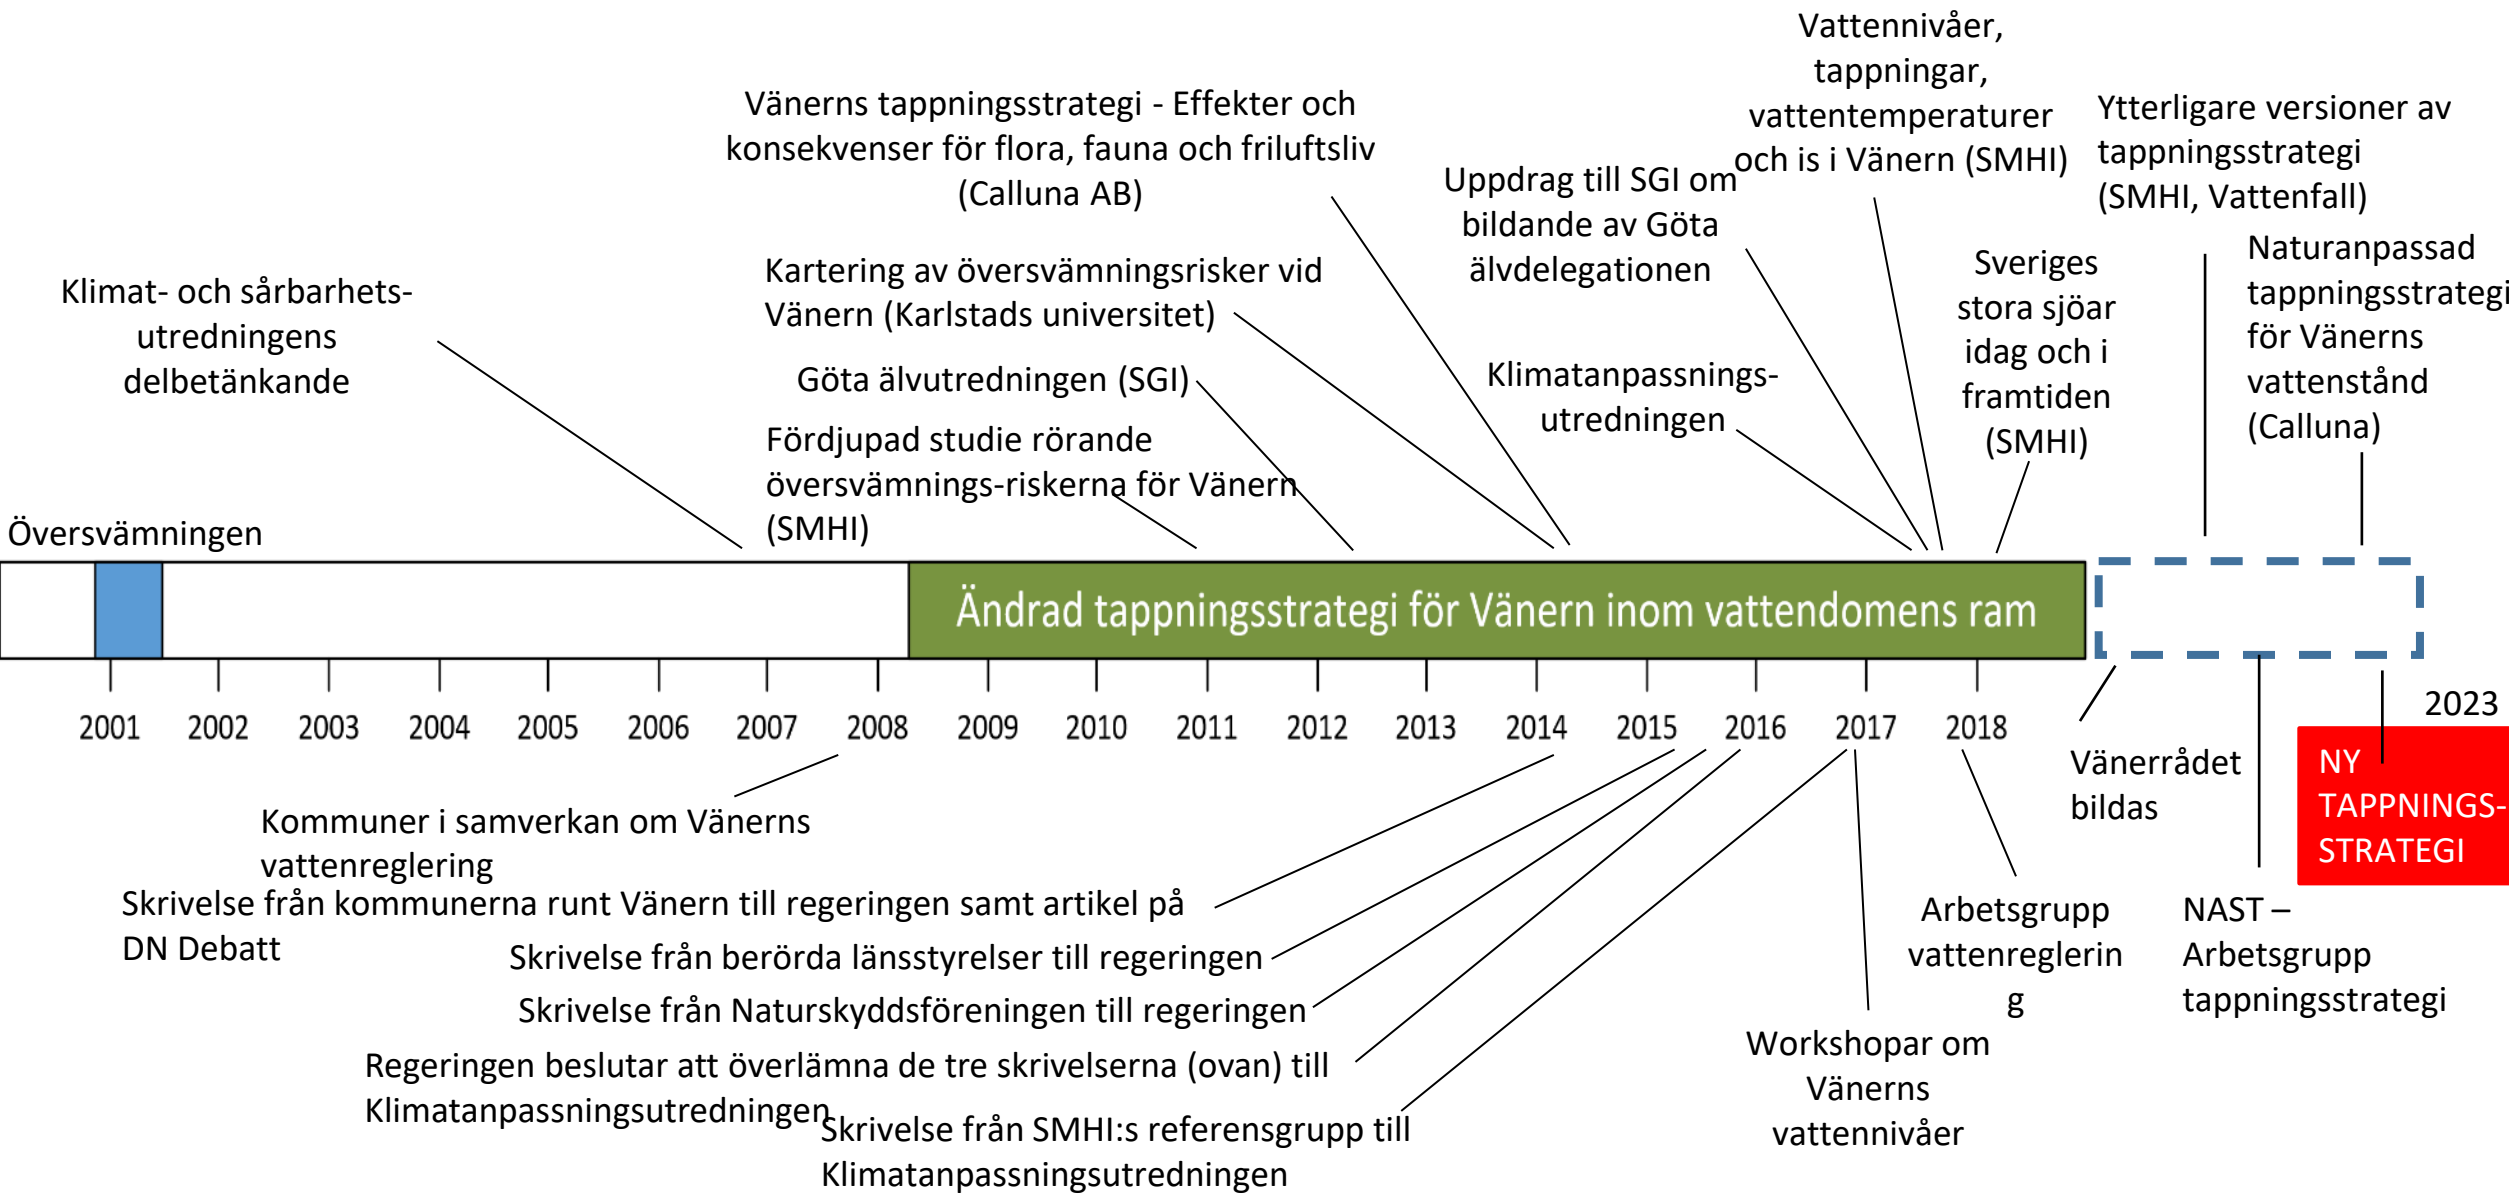 Vattennivåer,
tappningar,
vattentemperaturer
och is i Vänern (SMHI)
Vänerns tappningsstrategi - Effekter och
konsekvenser för flora, fauna och friluftsliv
(Calluna AB)
Ytterligare versioner av
tappningsstrategi
(SMHI, Vattenfall)
Uppdrag till SGI om
bildande av Göta
älvdelegationen
Kartering av översvämningsrisker vid
Vänern (Karlstads universitet)
Sveriges
stora sjöar
idag och i
framtiden
(SMHI)
Naturanpassad
tappningsstrategi
för Vänerns
vattenstånd
(Calluna)
Klimat- och sårbarhets-
utredningens
delbetänkande
Göta älvutredningen (SGI)
Klimatanpassnings-
utredningen
Fördjupad studie rörande
översvämnings-riskerna för Vänern
(SMHI)
Översvämningen
Ändrad tappningsstrategi för Vänern inom vattendomens ram
2001
2002
2003
2004
2005
2006
2007
2008
2009
2010
2011
2012
2013
2014
2015
2016
2017
2018
2023
Kommuner i samverkan om Vänerns
vattenreglering
Skrivelse från kommunerna runt Vänern till regeringen samt artikel på
DN Debatt
Skrivelse från berörda länsstyrelser till regeringen
Skrivelse från Naturskyddsföreningen till regeringen
Regeringen beslutar att överlämna de tre skrivelserna (ovan) till
Klimatanpassningsutredningen
Skrivelse från SMHI:s referensgrupp till
Klimatanpassningsutredningen
Workshopar om
Vänerns
vattennivåer
Arbetsgrupp
vattenreglerin
g
Vänerrådet
bildas
NAST –
Arbetsgrupp
tappningsstrategi
NY
TAPPNINGS-
STRATEGI